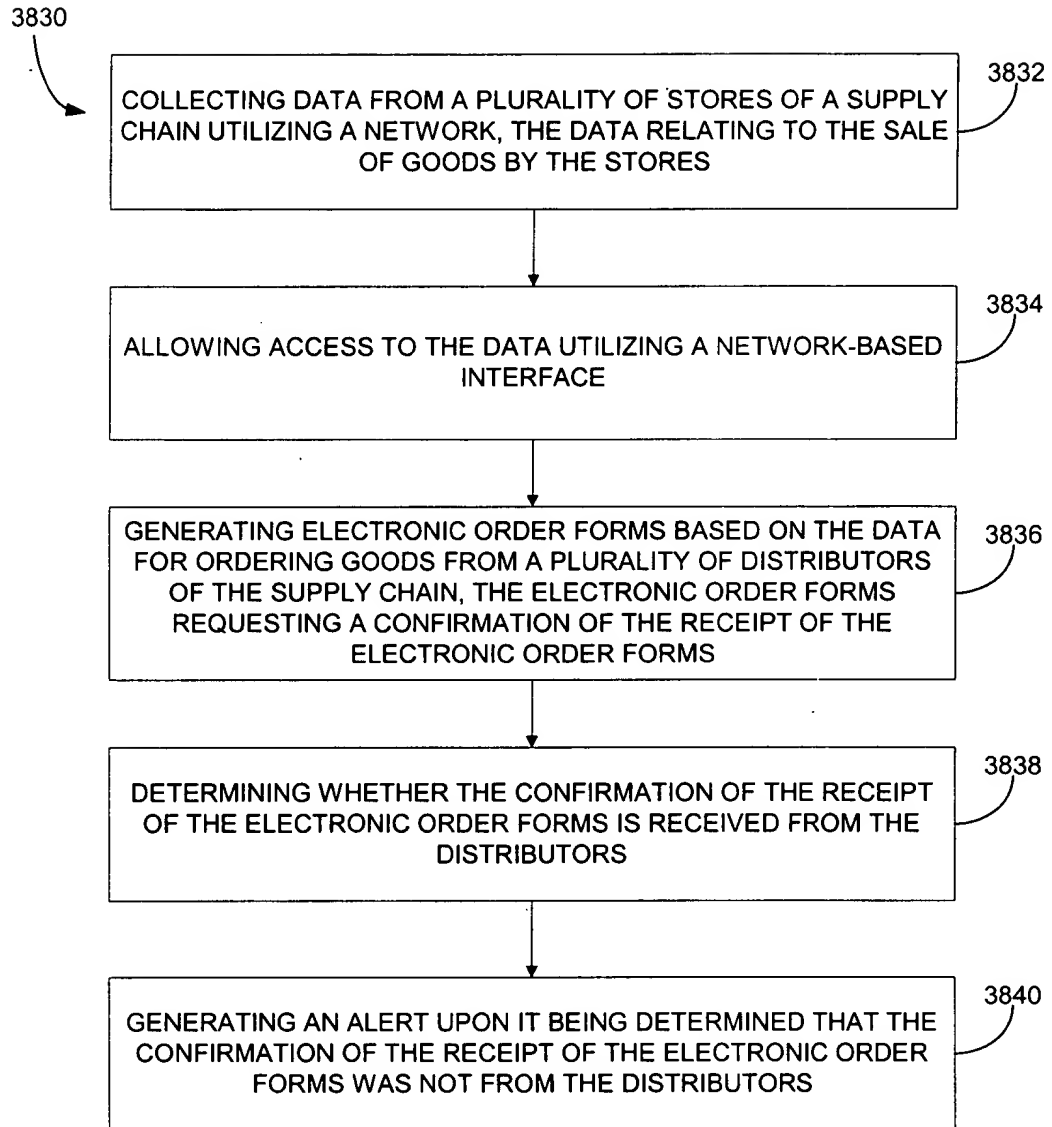 3830
3832
COLLECTING DATA FROM A PLURALITY OF STORES OF A SUPPLY
CHAIN UTILIZING A NETWORK, THE DATA RELATING TO THE SALE
OF GOODS BY THE STORES
3834
ALLOWING ACCESS TO THE DATA UTILIZING A NETWORK-BASED
INTERFACE
3836
GENERATING ELECTRONIC ORDER FORMS BASED ON THE DATA
FOR ORDERING GOODS FROM A PLURALITY OF DISTRIBUTORS
OF THE SUPPLY CHAIN, THE ELECTRONIC ORDER FORMS
REQUESTING A CONFIRMATION OF THE RECEIPT OF THE
ELECTRONIC ORDER FORMS
3838
DETERMINING WHETHER THE CONFIRMATION OF THE RECEIPT
OF THE ELECTRONIC ORDER FORMS IS RECEIVED FROM THE
DISTRIBUTORS
3840
GENERATING AN ALERT UPON IT BEING DETERMINED THAT THE
CONFIRMATION OF THE RECEIPT OF THE ELECTRONIC ORDER
FORMS WAS NOT FROM THE DISTRIBUTORS